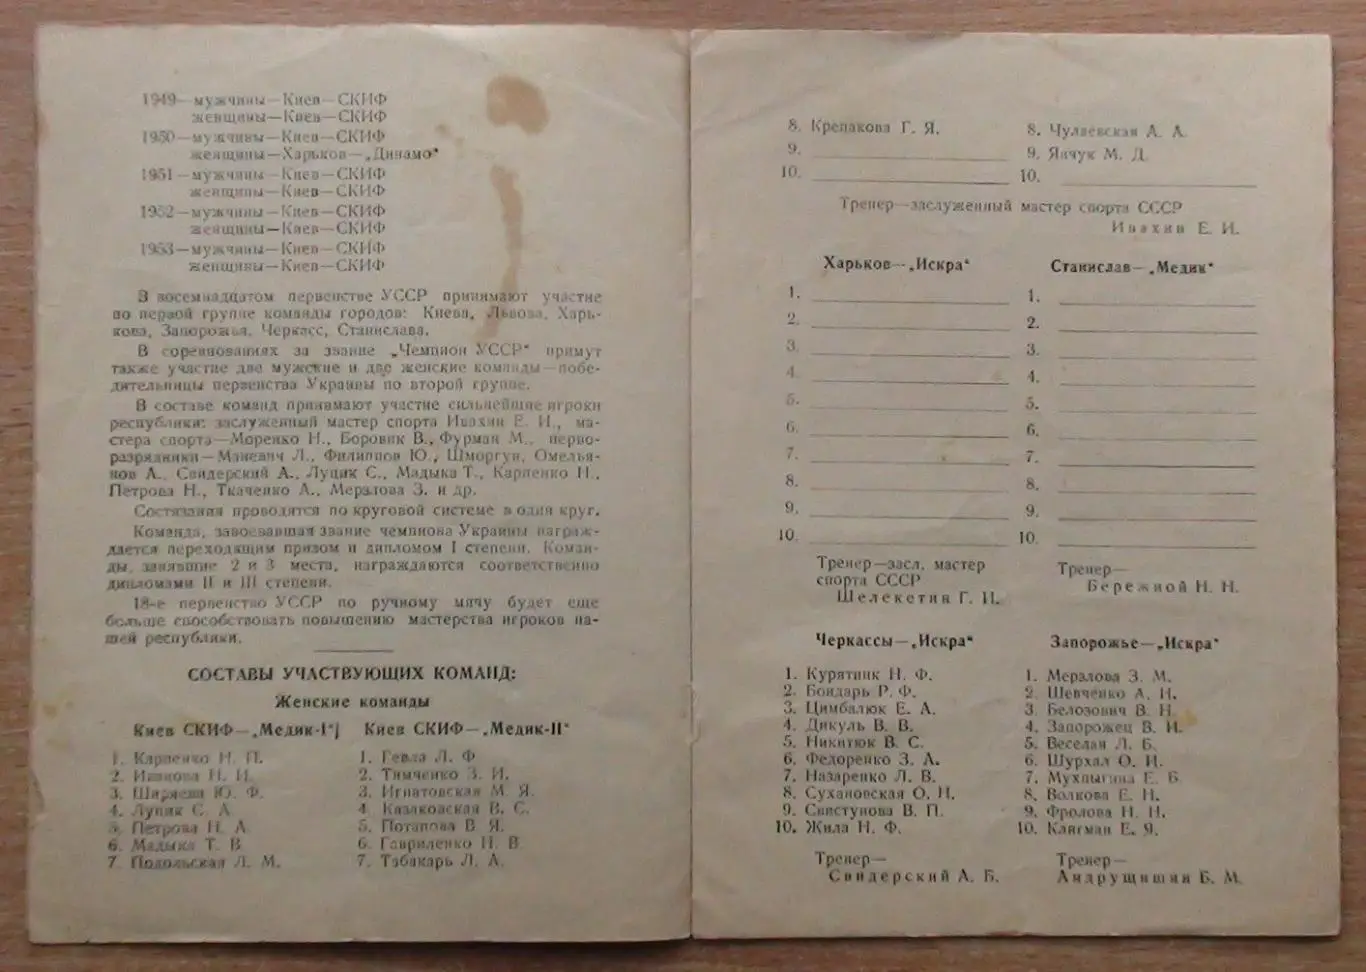 1949—мужчины—Киев—СКИФ
женщины—Киев—СКИФ
1950—мужчины—Киев—СКИФ
женщины—Харьков—„Динамо“
1951—мужчины—Киев—СКИФ
женщины—Киев—СКИФ
1952—мужчины—Киев—СКИФ
женщины—Киев—СКИФ
1953—мужчины—Киев—СКИФ
женщины—Киев—СКИФ
В восемнадцатом первенстве УССР принимают участие
по первой группе команды городов: Киева, Львова, Харь-
кова, Запорожья, Черкасс, Станислава.
В соревнованиях за звание „Чемпион УССР“ примут
также участие две мужские и две женские команды—побе-
дительницы первенства Украины по второй группе.
В составе команд принимают участие сильнейшие игроки
республики: заслуженный мастер спорта Ивахин Е. И., ма-
стера спорта—Моренко Н., Боровик В., Фурман М., перво-
разрядники—Маневич Л., Филиппов Ю., Шморгун, Омелья-
нов А., Свидерский А., Луцик С., Мадыка Т., Карпенко Н.,
Петрова Н., Ткаченко А., Мерзлова З. и др.
Состязания проводятся по круговой системе в один круг.
Команда, завоевавшая звание чемпиона Украины награж-
дается переходящим призом и дипломом I степени. Коман-
ды, занявшие 2 и 3 места, награждаются соответственно
дипломами II и III степени.
18-е первенство УССР по ручному мячу будет еще
больше способствовать повышению мастерства игроков на-
шей республики.
СОСТАВЫ УЧАСТВУЮЩИХ КОМАНД:
Женские команды
Киев СКИФ—„Медик-I“
1. Карпенко Н. П.
2. Иванова Н. И.
3. Ширяева Ю. Ф.
4. Луцик С. А.
5. Петрова Н. А.
6. Мадыка Т. В.
7. Подольская Л. М.
Киев СКИФ—„Медик-II“
1. Гевла Л. Ф
2. Тимченко З. И.
3. Игнатовская М. Я.
4. Казаковская В. С.
5. Потапова В. Я.
6. Гавриленко Н. В.
7. Табакарь Л. А.
8. Крепакова Г. Я.
9.
10.
8. Чулаевская А. А.
9. Янчук М. Д.
10.
Тренер—заслуженный мастер спорта СССР
Ивахин Е. И.
Харьков—„Искра“
1.
2.
3.
4.
5.
6.
7.
8.
9.
10.
Тренер—засл. мастер
спорта СССР
Шелекетин Г. И.
Станислав—„Медик“
1.
2.
3.
4.
5.
6.
7.
8.
9.
10.
Тренер—
Бережной Н. Н.
Черкассы—„Искра“
1. Курятник Н. Ф.
2. Бондарь Р. Ф.
3. Цимбалюк Е. А.
4. Дикуль В. В.
5. Никитюк В. С.
6. Федоренко З. А.
7. Назаренко Л. В.
8. Сухановская О. Н.
9. Свистунова В. П.
10. Жила Н. Ф.
Тренер—
Свидерский А. Б.
Запорожье—„Искра“
1. Мерзлова З. М.
2. Шевченко А. Н.
3. Белозович В. Н.
4. Запорожец В. И.
5. Веселая Л. Б.
6. Шурхал О. И.
7. Мухлыгина Е. Б.
8. Волкова Е. Н.
9. Фролова Н. Н.
10. Клигман Е. Я.
Тренер—
Андрущишин Б. М.